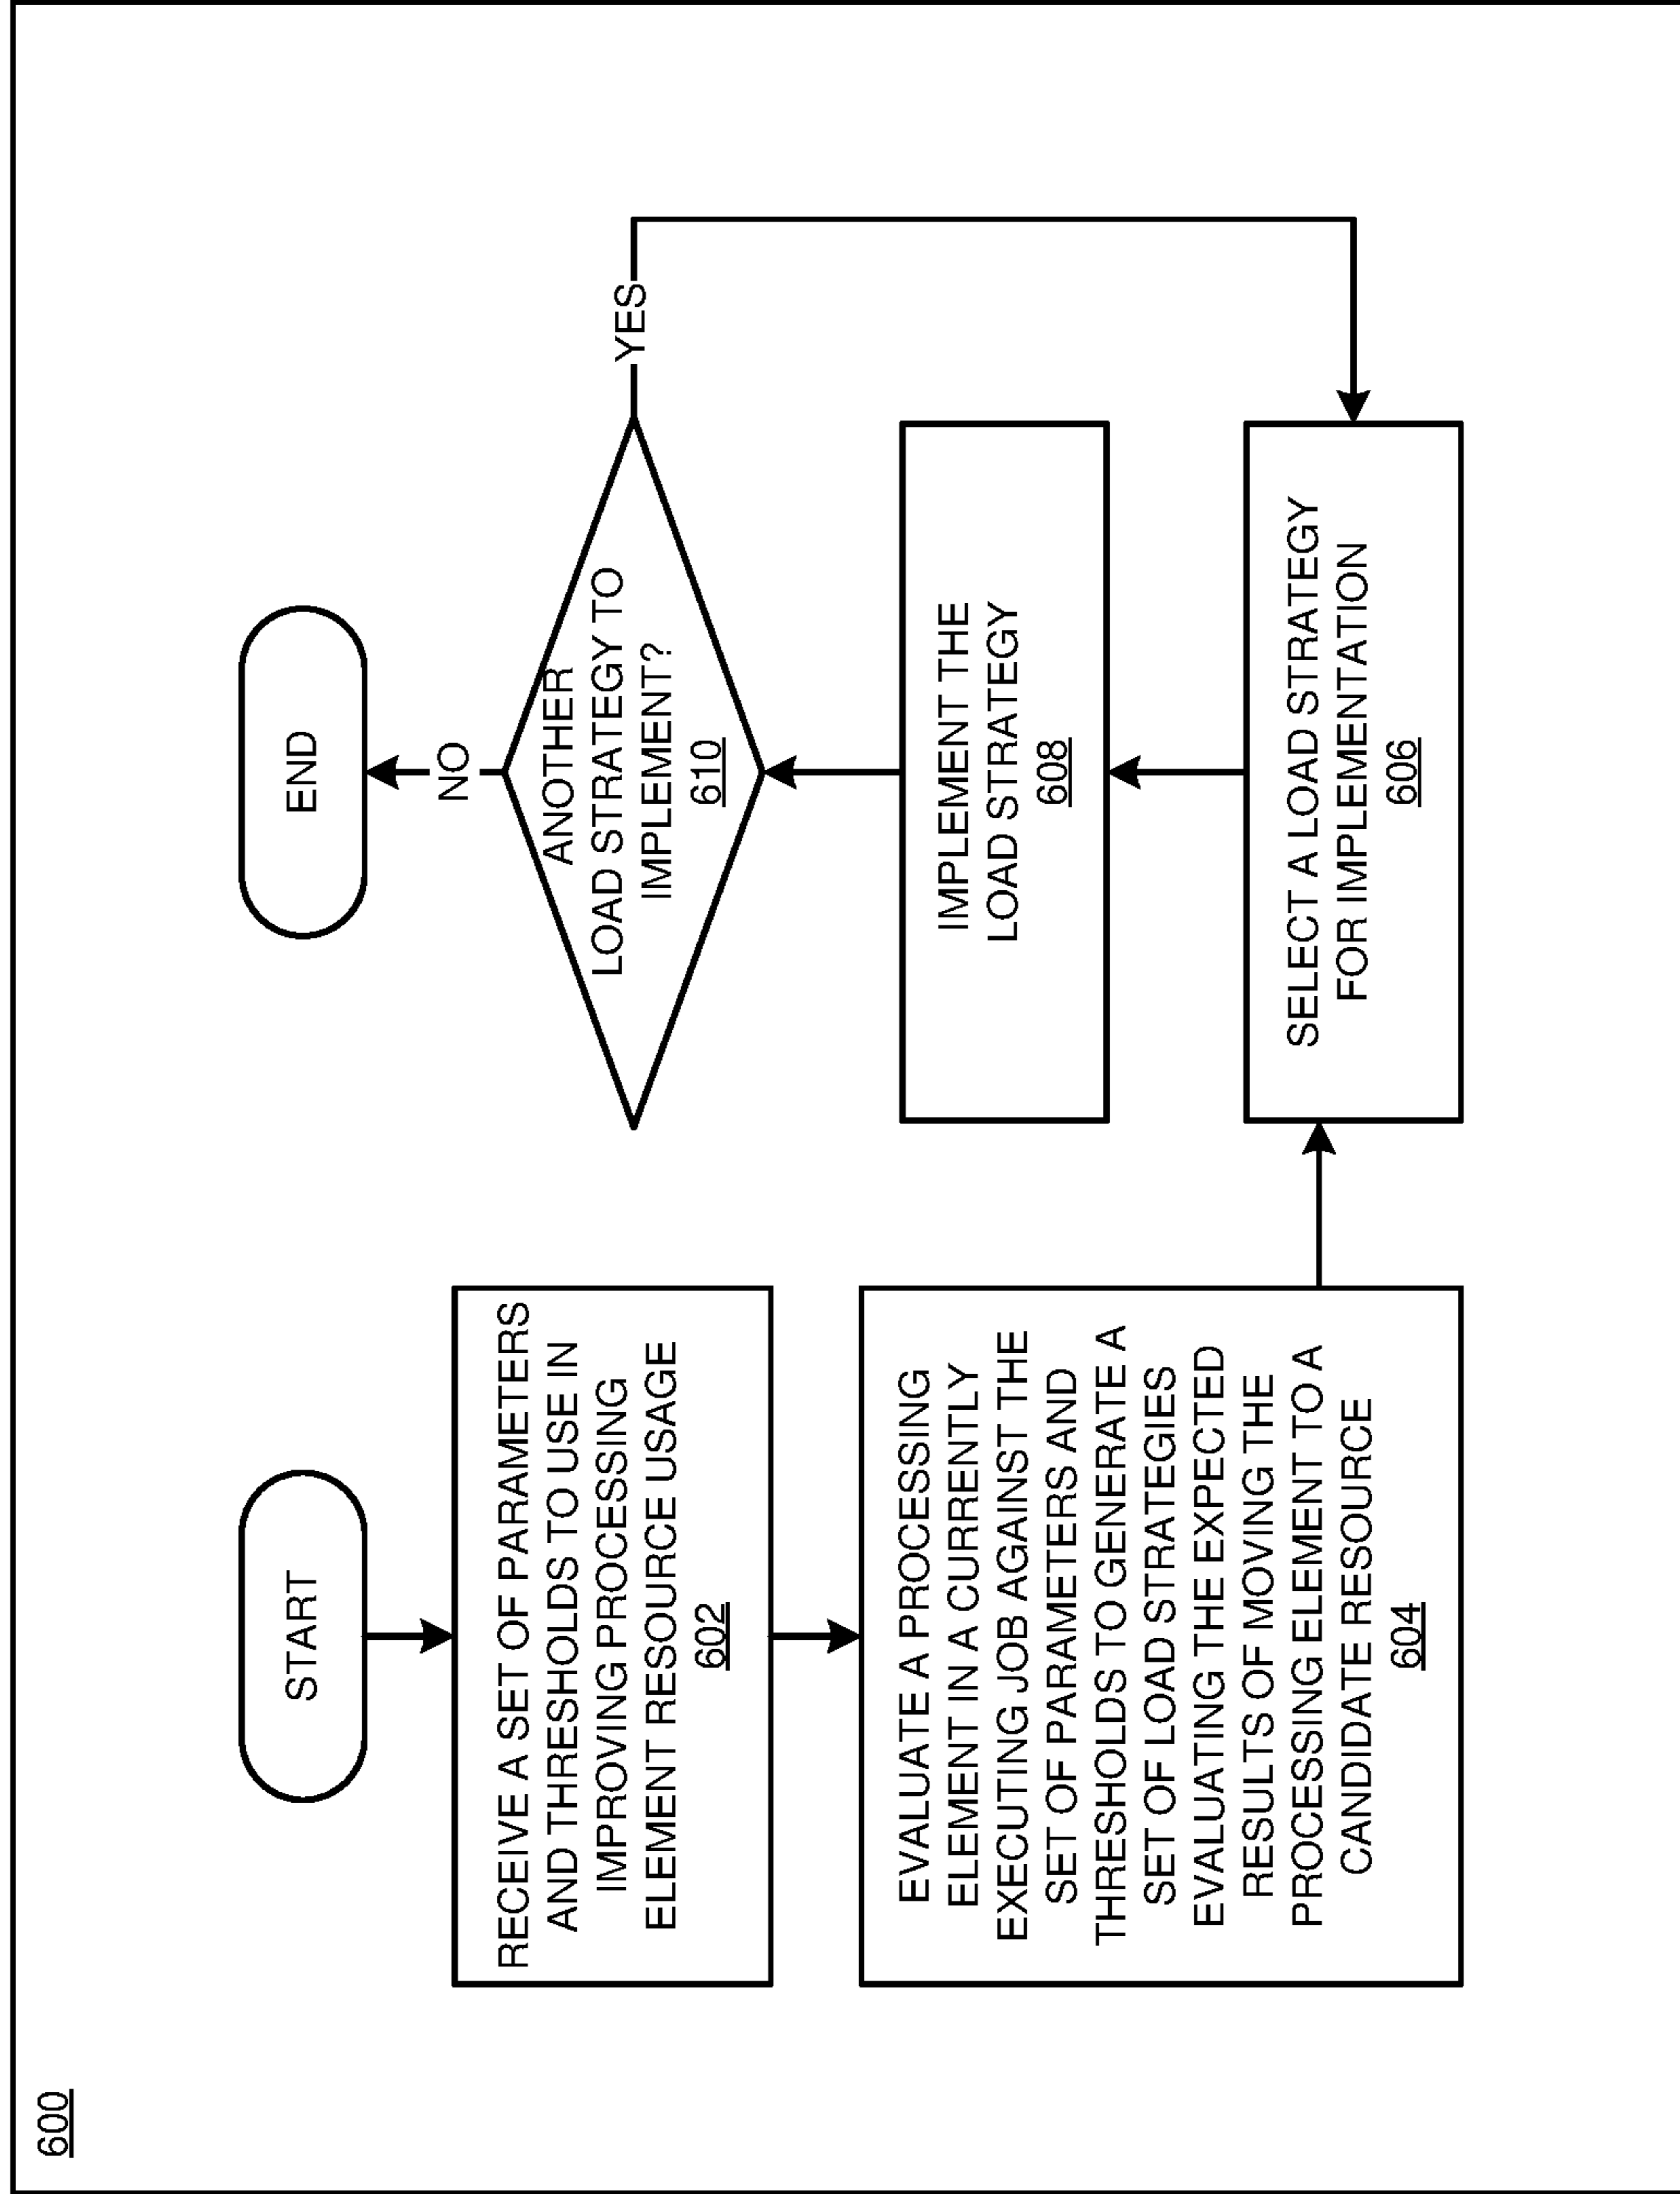 600
START
RECEIVE A SET OF PARAMETERS
AND THRESHOLDS TO USE IN
IMPROVING PROCESSING
ELEMENT RESOURCE USAGE
602
EVALUATE A PROCESSING
ELEMENT IN A CURRENTLY
EXECUTING JOB AGAINST THE
SET OF PARAMETERS AND
THRESHOLDS TO GENERATE A
SET OF LOAD STRATEGIES
EVALUATING THE EXPECTED
RESULTS OF MOVING THE
PROCESSING ELEMENT TO A
CANDIDATE RESOURCE
604
SELECT A LOAD STRATEGY
FOR IMPLEMENTATION
606
IMPLEMENT THE
LOAD STRATEGY
608
ANOTHER
LOAD STRATEGY TO
IMPLEMENT?
610
YES
NO
END